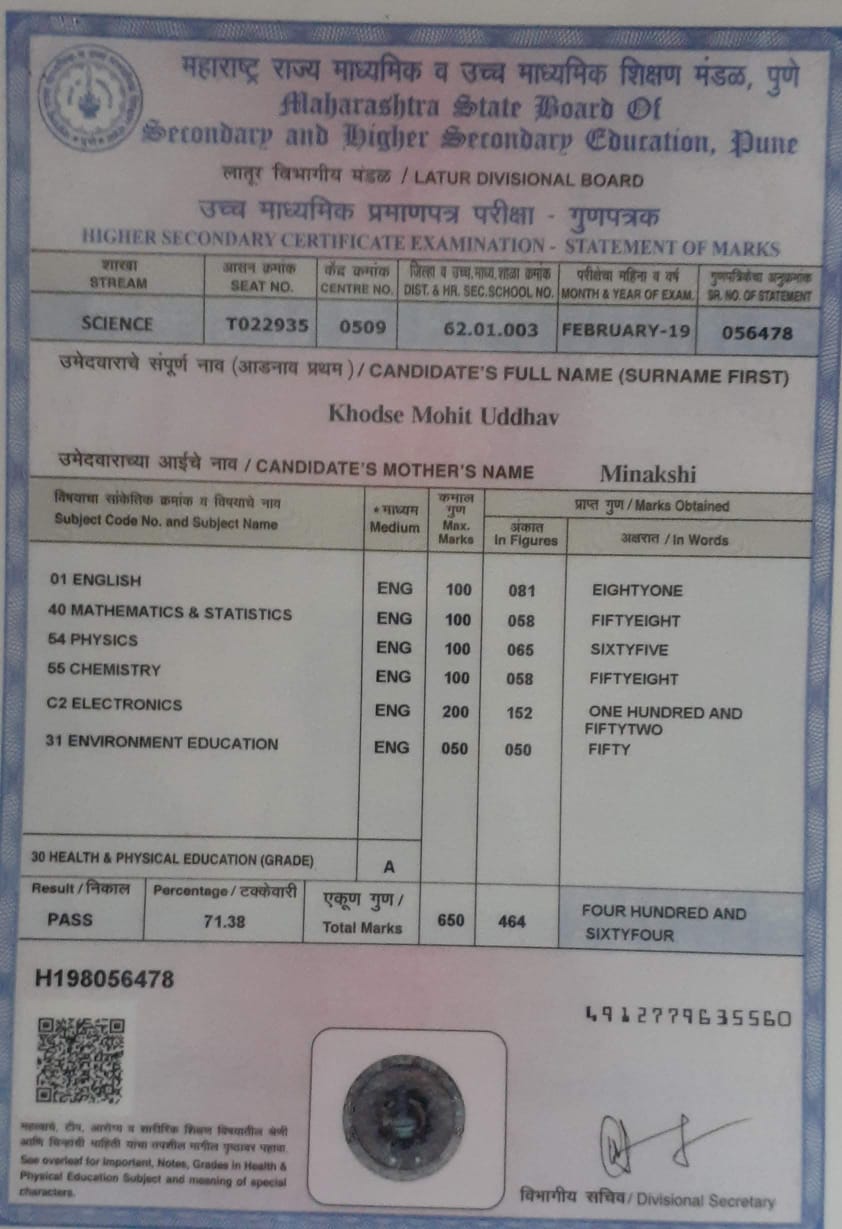 महाराष्ट्र राज्य माध्यमिक व उच्च माध्यमिक शिक्षण मंडळ, पुणे
Maharashtra State Board Of
Secondary and Higher Secondary Education, Pune
लातूर विभागीय मंडळ / LATUR DIVISIONAL BOARD
उच्च माध्यमिक प्रमाणपत्र परीक्षा - गुणपत्रक
HIGHER SECONDARY CERTIFICATE EXAMINATION - STATEMENT OF MARKS
शाखा आसन क्रमांक केंद्र क्रमांक जिल्हा व उच्च.माध्य.शाळा क्रमांक परीक्षेचा महिना व वर्ष गुणपत्रिकेचा अनुक्रमांक
STREAM SEAT NO. CENTRE NO. DIST. & HR. SEC.SCHOOL NO. MONTH & YEAR OF EXAM. SR. NO. OF STATEMENT
SCIENCE T022935 0509 62.01.003 FEBRUARY-19 056478
उमेदवाराचे संपूर्ण नाव (आडनाव प्रथम) / CANDIDATE'S FULL NAME (SURNAME FIRST)
Khodse Mohit Uddhav
उमेदवाराच्या आईचे नाव / CANDIDATE'S MOTHER'S NAME Minakshi
विषयाचा सांकेतिक क्रमांक व विषयाचे नाव
Subject Code No. and Subject Name
* माध्यम
Medium
कमाल
गुण
Max.
Marks
प्राप्त गुण / Marks Obtained
अंकात
In Figures
अक्षरात / In Words
01 ENGLISH ENG 100 081 EIGHTYONE
40 MATHEMATICS & STATISTICS ENG 100 058 FIFTYEIGHT
54 PHYSICS ENG 100 065 SIXTYFIVE
55 CHEMISTRY ENG 100 058 FIFTYEIGHT
C2 ELECTRONICS ENG 200 152 ONE HUNDRED AND
FIFTYTWO
31 ENVIRONMENT EDUCATION ENG 050 050 FIFTY
30 HEALTH & PHYSICAL EDUCATION (GRADE) A
Result / निकाल Percentage / टक्केवारी एकूण गुण /
PASS 71.38 Total Marks 650 464 FOUR HUNDRED AND
SIXTYFOUR
H198056478
4912779635560
महत्वाचे, टीप, आरोग्य व शारीरिक शिक्षण विषयातील श्रेणी
आणि चिन्हांची माहिती यांचा तपशील मागील पृष्ठावर पहावा.
See overleaf for Important, Notes, Grades in Health &
Physical Education Subject and meaning of special
characters.
विभागीय सचिव / Divisional Secretary